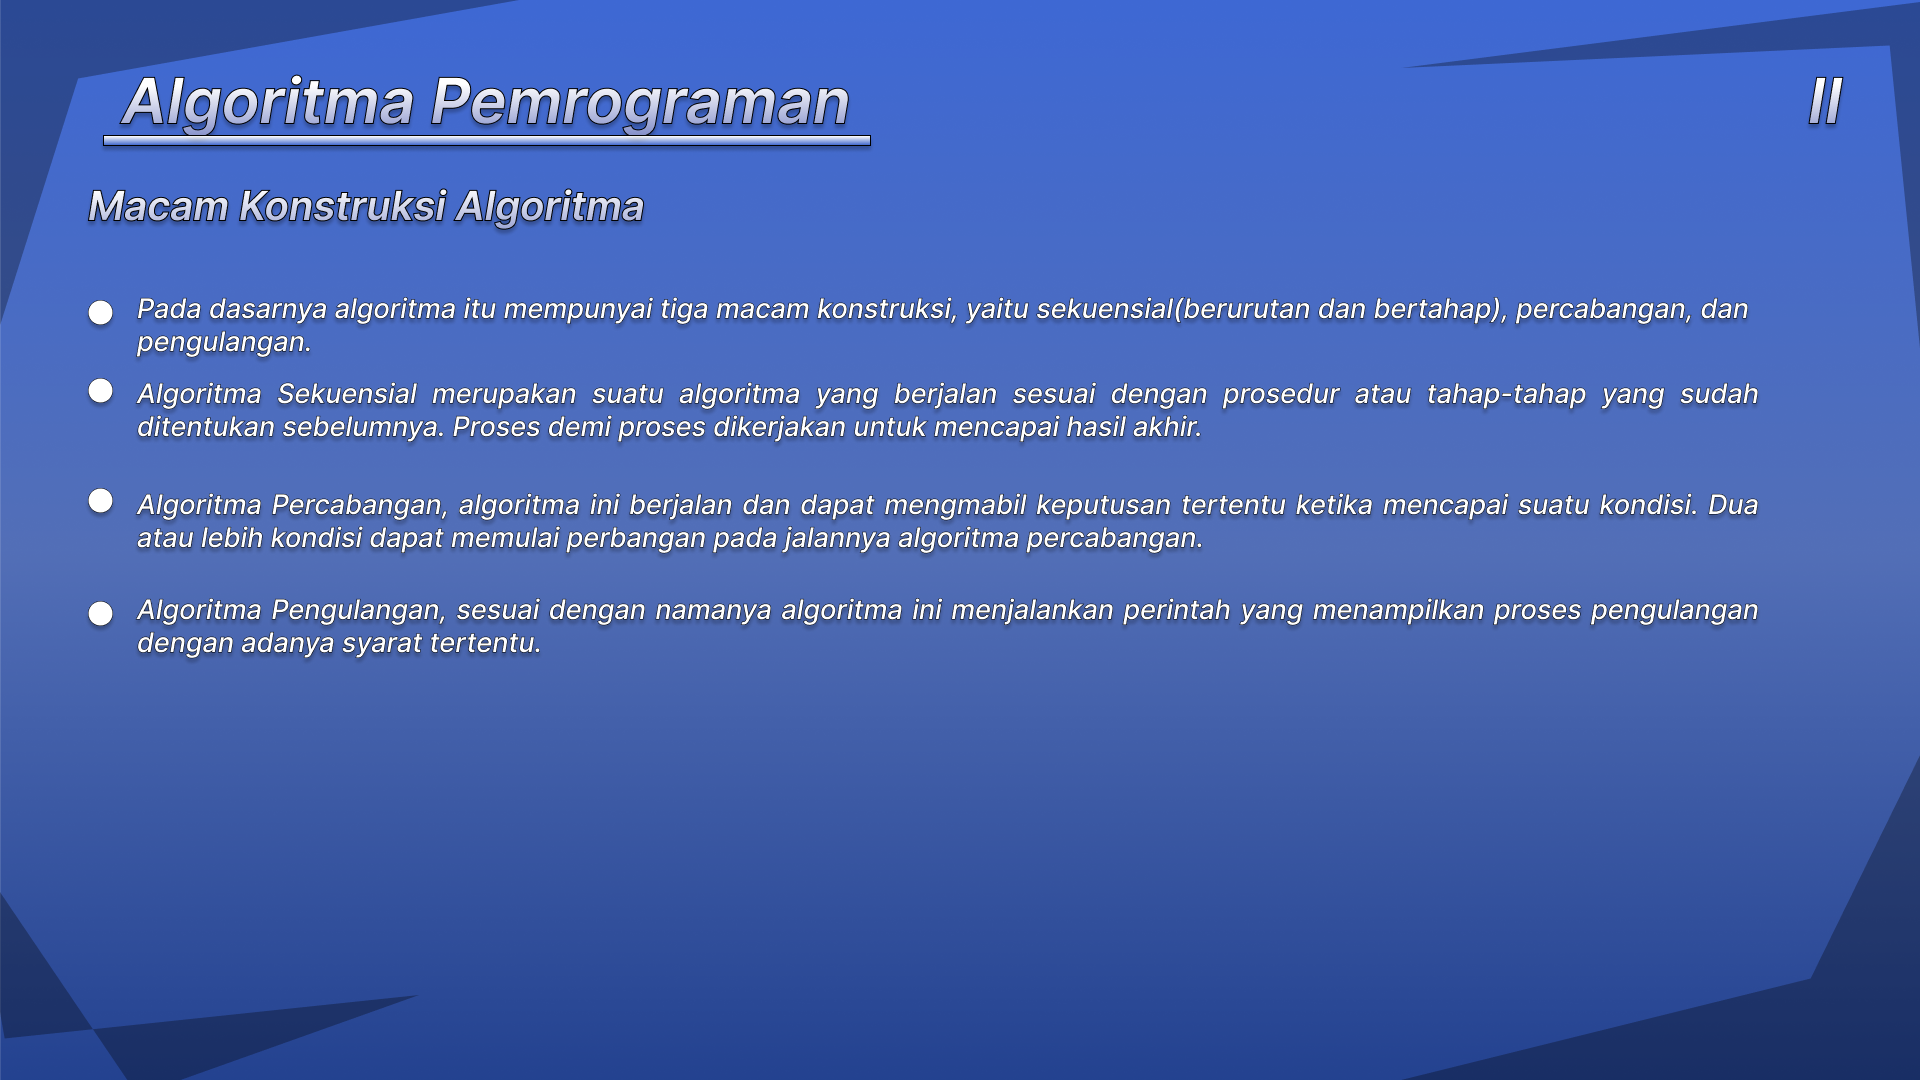 Algoritma Pemrograman
II
Macam Konstruksi Algoritma
Pada dasarnya algoritma itu mempunyai tiga macam konstruksi, yaitu sekuensial(berurutan dan bertahap), percabangan, dan
pengulangan.
Algoritma Sekuensial merupakan suatu algoritma yang berjalan sesuai dengan prosedur atau tahap-tahap yang sudah
ditentukan sebelumnya. Proses demi proses dikerjakan untuk mencapai hasil akhir.
Algoritma Percabangan, algoritma ini berjalan dan dapat mengmabil keputusan tertentu ketika mencapai suatu kondisi. Dua
atau lebih kondisi dapat memulai perbangan pada jalannya algoritma percabangan.
Algoritma Pengulangan, sesuai dengan namanya algoritma ini menjalankan perintah yang menampilkan proses pengulangan
dengan adanya syarat tertentu.